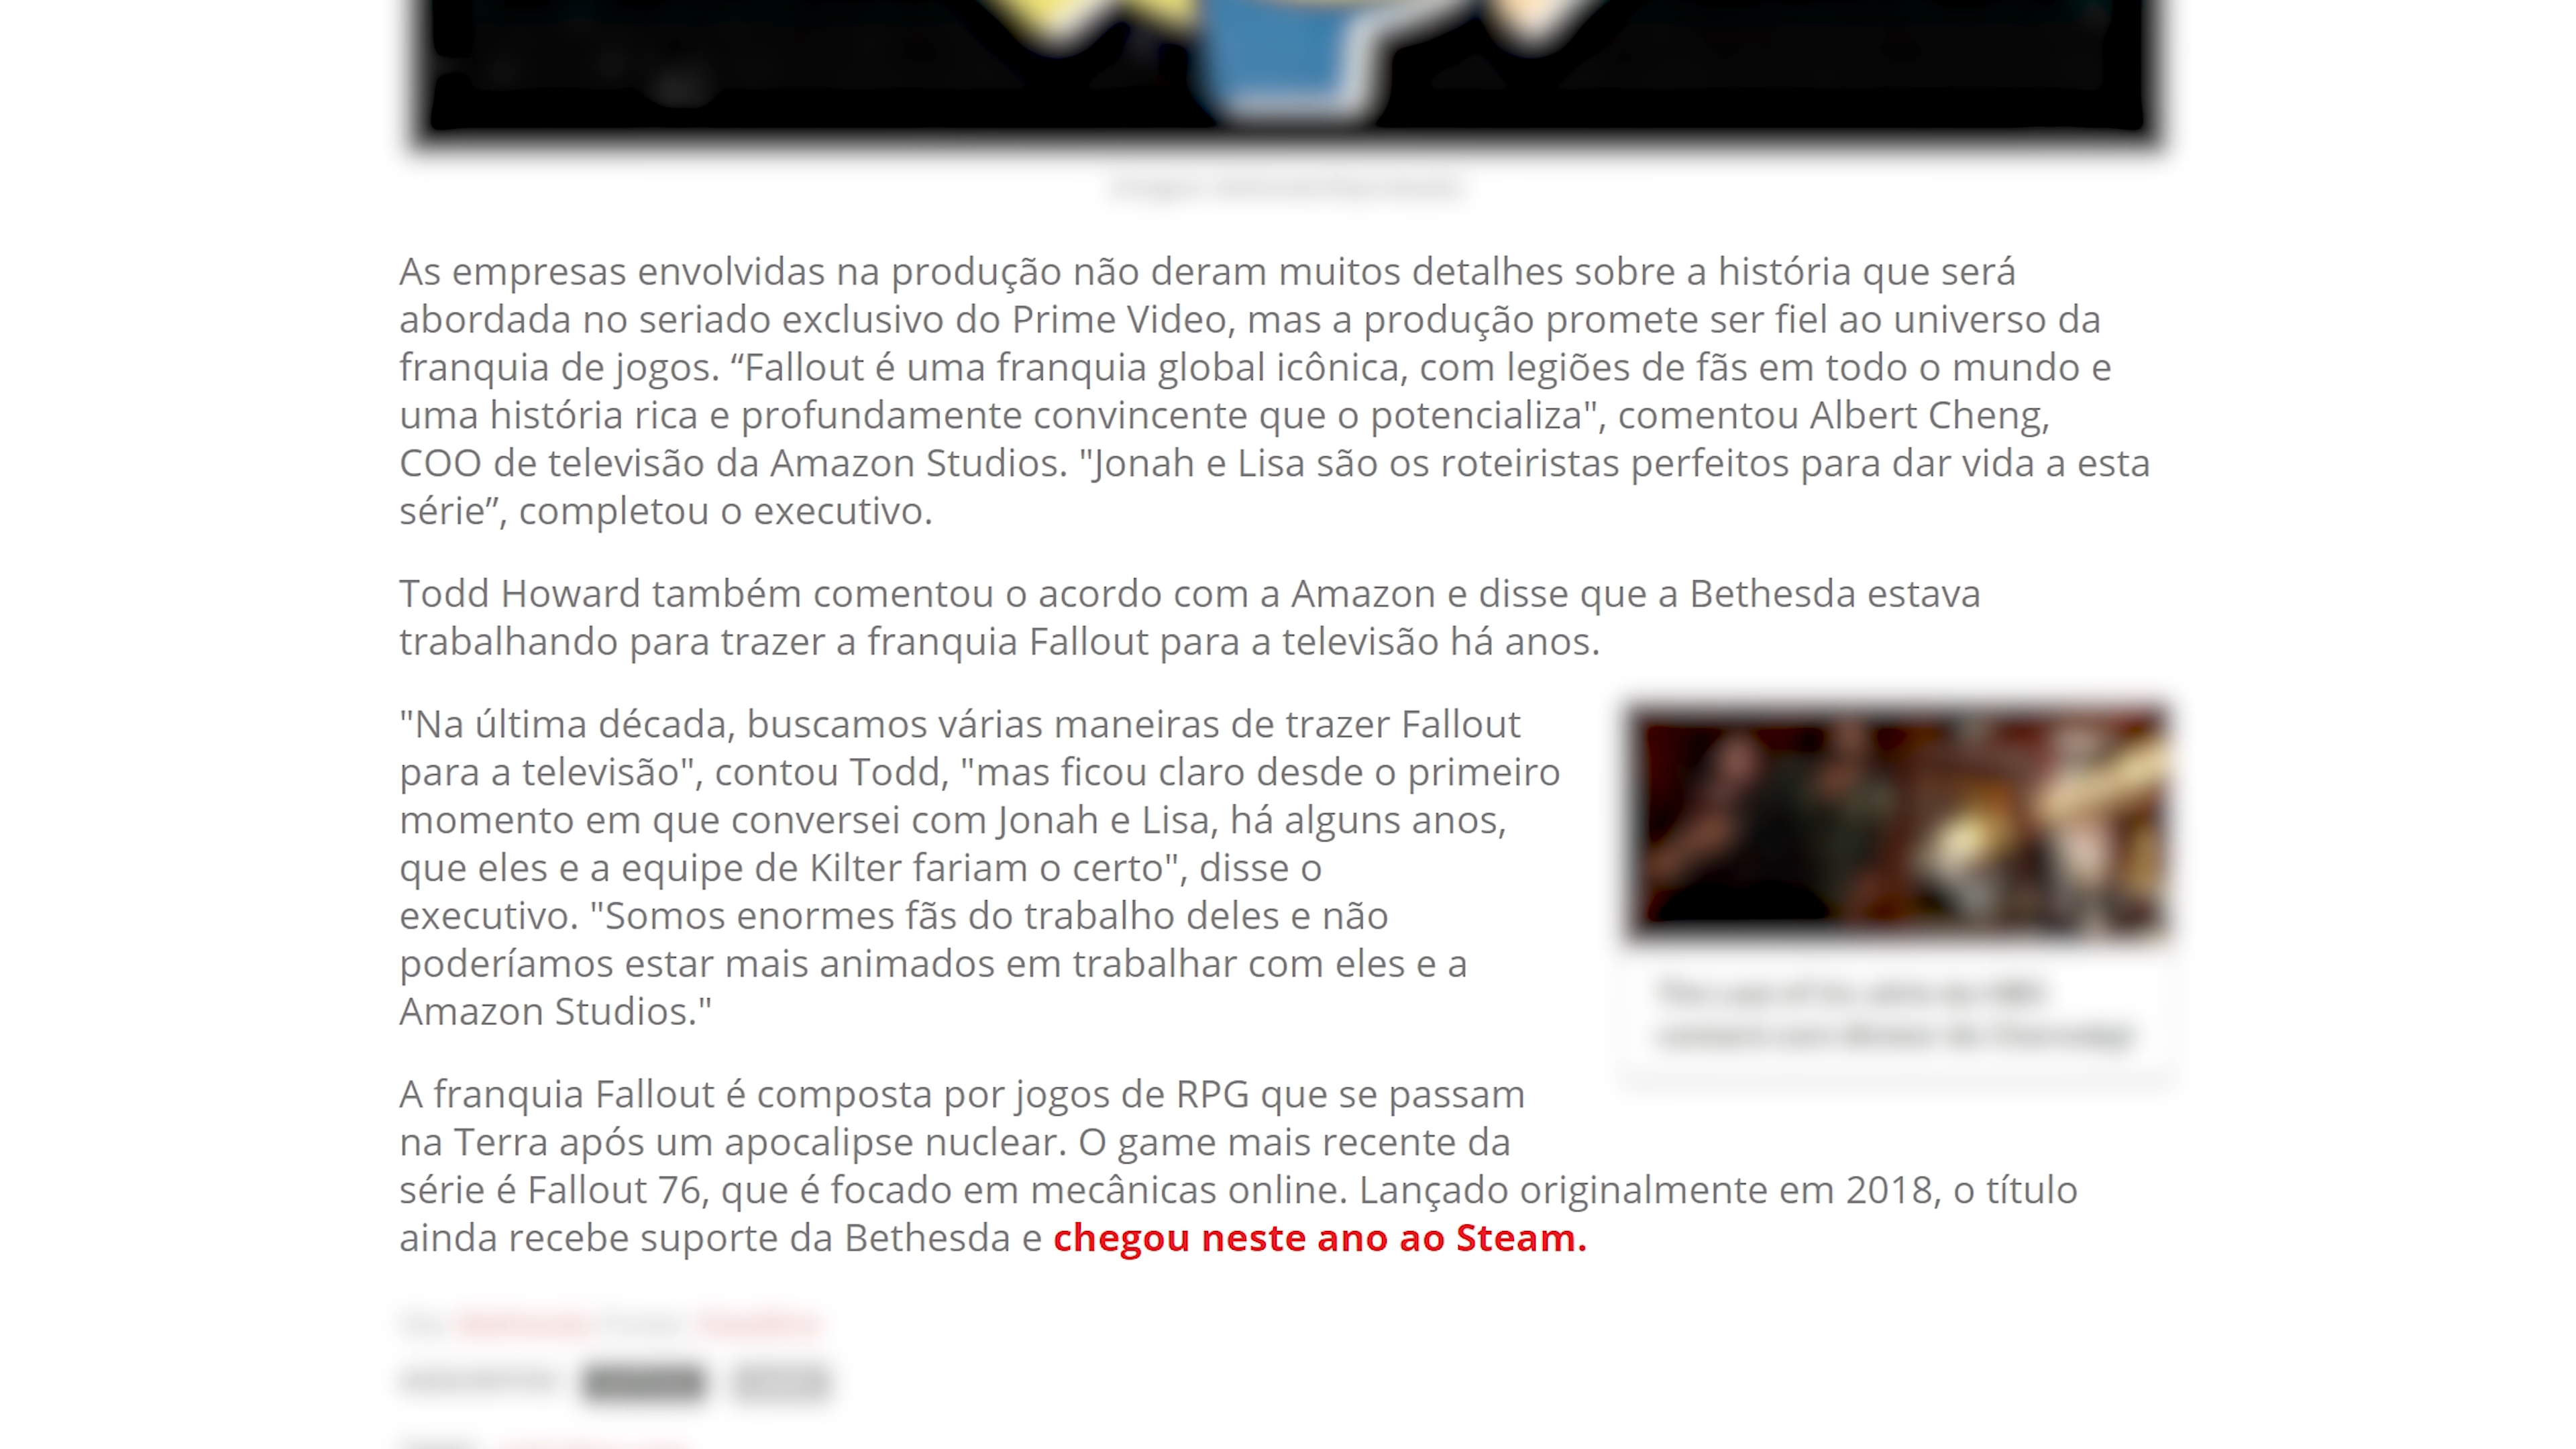 As empresas envolvidas na produção não deram muitos detalhes sobre a história que será
abordada no seriado exclusivo do Prime Video, mas a produção promete ser fiel ao universo da
franquia de jogos. “Fallout é uma franquia global icônica, com legiões de fãs em todo o mundo e
uma história rica e profundamente convincente que o potencializa", comentou Albert Cheng,
COO de televisão da Amazon Studios. "Jonah e Lisa são os roteiristas perfeitos para dar vida a esta
série”, completou o executivo.
Todd Howard também comentou o acordo com a Amazon e disse que a Bethesda estava
trabalhando para trazer a franquia Fallout para a televisão há anos.
"Na última década, buscamos várias maneiras de trazer Fallout
para a televisão", contou Todd, "mas ficou claro desde o primeiro
momento em que conversei com Jonah e Lisa, há alguns anos,
que eles e a equipe de Kilter fariam o certo", disse o
executivo. "Somos enormes fãs do trabalho deles e não
poderíamos estar mais animados em trabalhar com eles e a
Amazon Studios."
A franquia Fallout é composta por jogos de RPG que se passam
na Terra após um apocalipse nuclear. O game mais recente da
série é Fallout 76, que é focado em mecânicas online. Lançado originalmente em 2018, o título
ainda recebe suporte da Bethesda e chegou neste ano ao Steam.